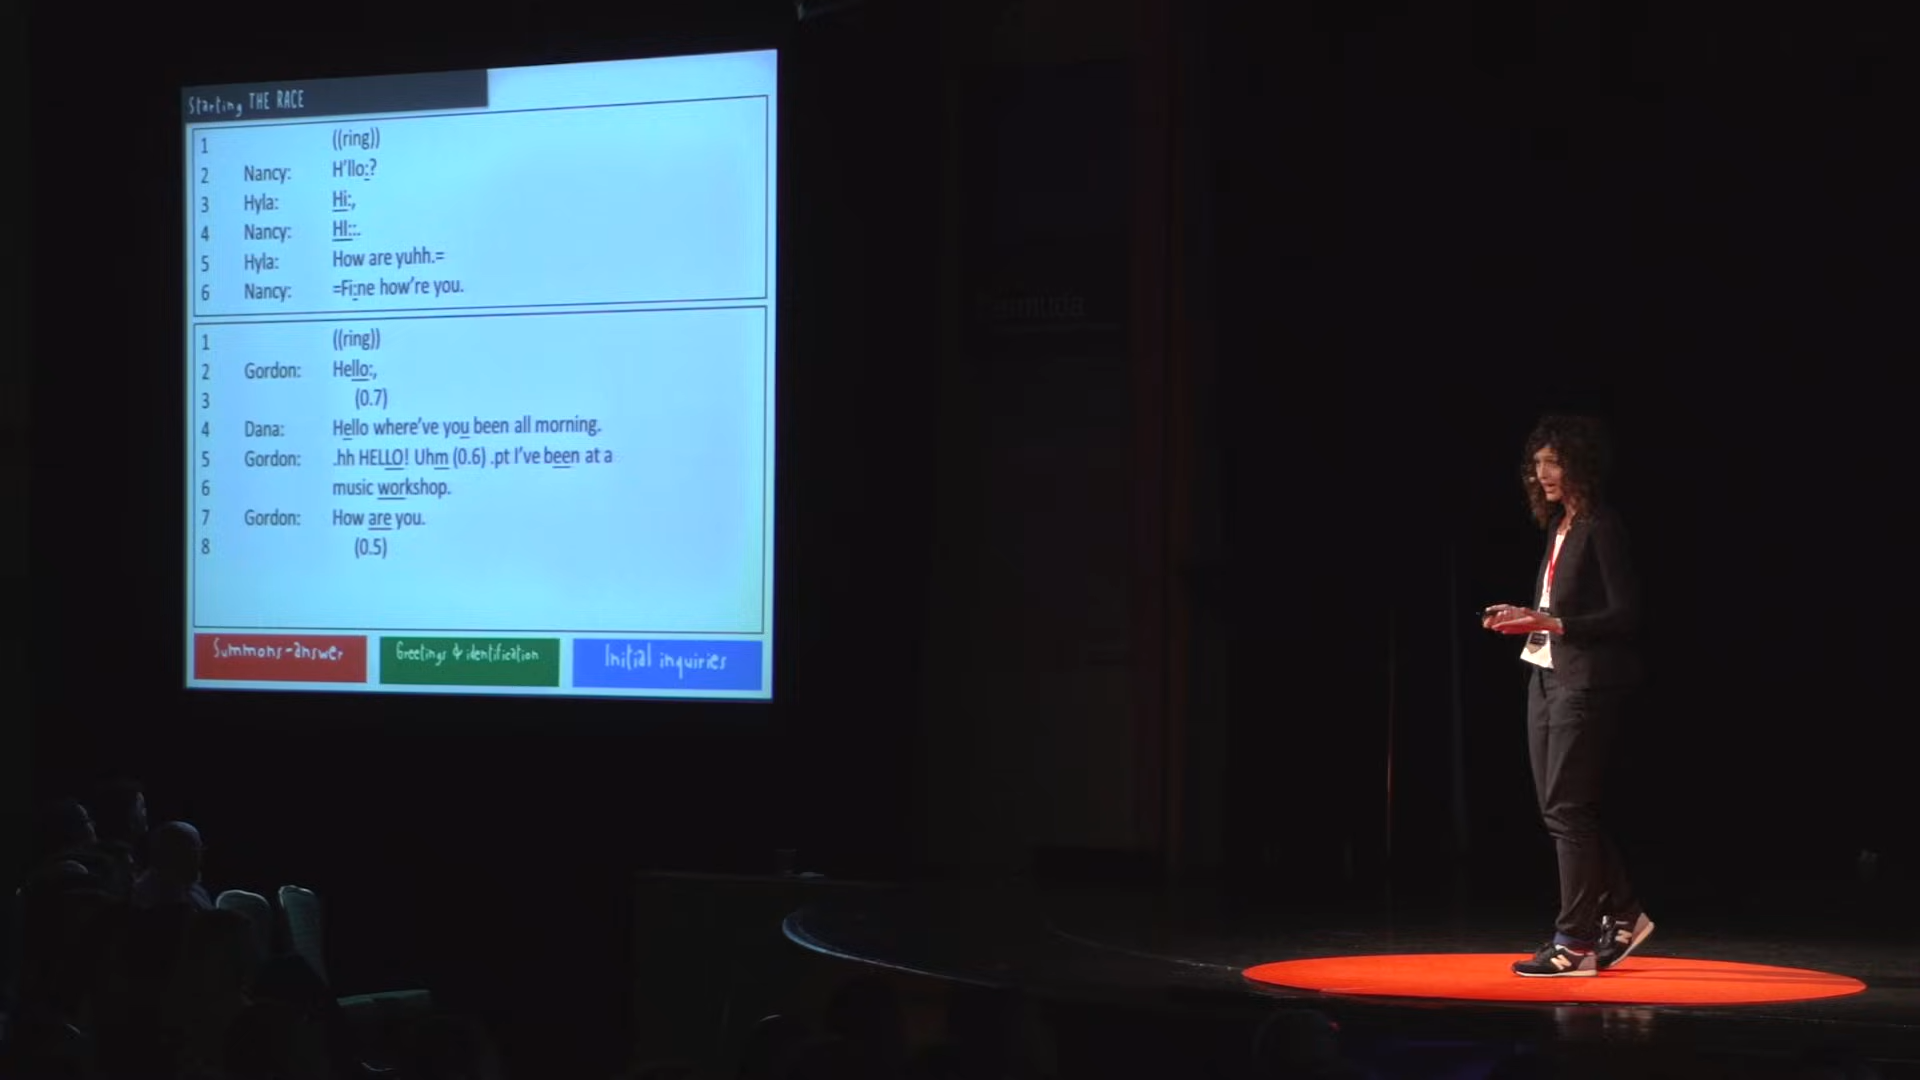 Starting THE RACE
1 ((ring))
2 Nancy: H'llo:?
3 Hyla: Hi:,
4 Nancy: HI::.
5 Hyla: How are yuhh.=
6 Nancy: =Fi:ne how're you.
1 ((ring))
2 Gordon: Hello:,
3 (0.7)
4 Dana: Hello where've you been all morning.
5 Gordon: .hh HELLO! Uhm (0.6) .pt I've been at a
6 music workshop.
7 Gordon: How are you.
8 (0.5)
Summons-answer
Greetings & identification
Initial inquiries
Bermuda
N